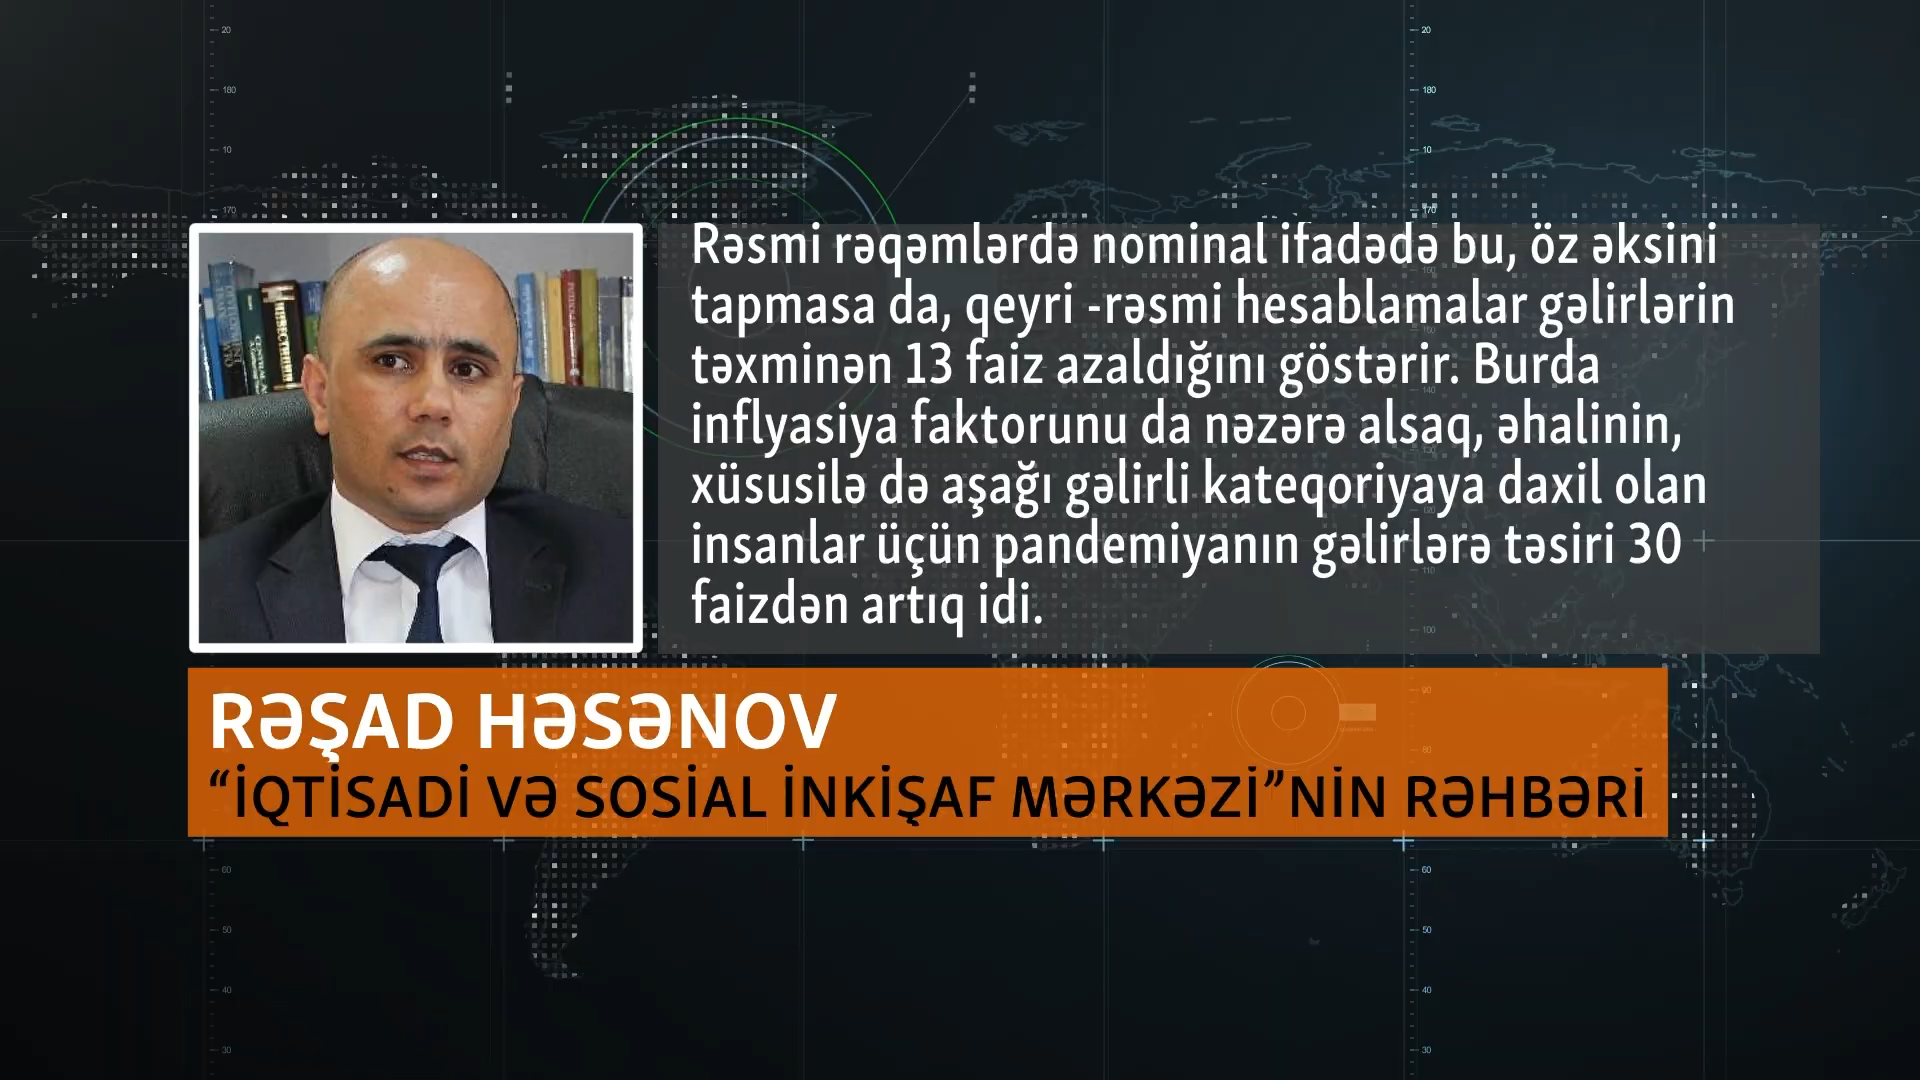 Rəsmi rəqəmlərdə nominal ifadədə bu, öz əksini
tapmasa da, qeyri -rəsmi hesablamalar gəlirlərin
təxminən 13 faiz azaldığını göstərir. Burda
inflyasiya faktorunu da nəzərə alsaq, əhalinin,
xüsusilə də aşağı gəlirli kateqoriyaya daxil olan
insanlar üçün pandemiyanın gəlirlərə təsiri 30
faizdən artıq idi.
RƏŞAD HƏSƏNOV
“İQTİSADİ VƏ SOSİAL İNKİŞAF MƏRKƏZİ”NİN RƏHBƏRİ